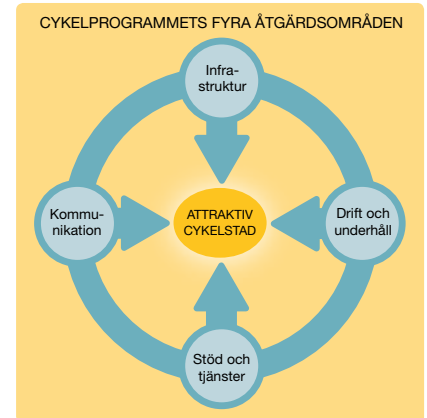 CYKELPROGRAMMETS FYRA ÅTGÄRDSOMRÅDEN
Infra-
struktur
Kommu-
nikation
ATTRAKTIV
CYKELSTAD
Drift och
underhåll
Stöd och
tjänster